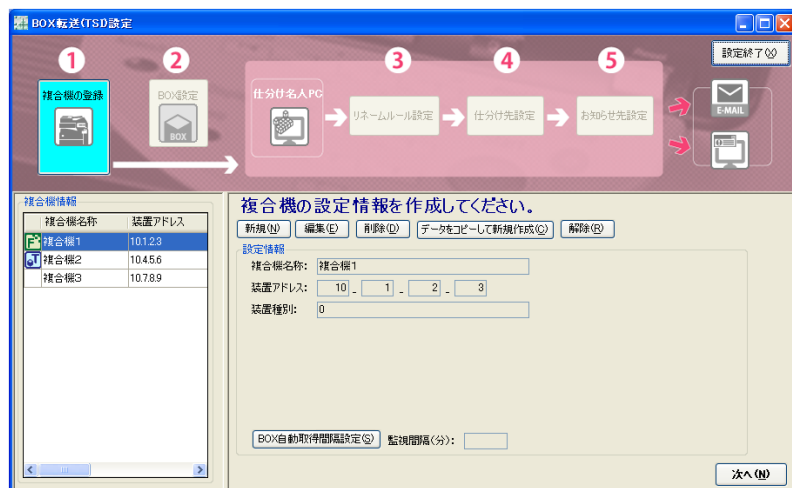 BOX転送(TSI)設定
設定終了(X)
1
2
3
4
5
複合機の登録
BOX設定
BOX
仕分け名人PC
リネームルール設定
仕分け先設定
お知らせ先設定
E-MAIL
複合機情報
複合機名称 装置アドレス
複合機1 10.1.2.3
複合機2 10.4.5.6
複合機3 10.7.8.9
複合機の設定情報を作成してください。
新規(N) 編集(E) 削除(D) データをコピーして新規作成(C) 解除(R)
設定情報
複合機名称: 複合機1
装置アドレス: 10 . 1 . 2 . 3
装置種別: 0
BOX自動取得間隔設定(S) 監視間隔(分):
次へ(N)